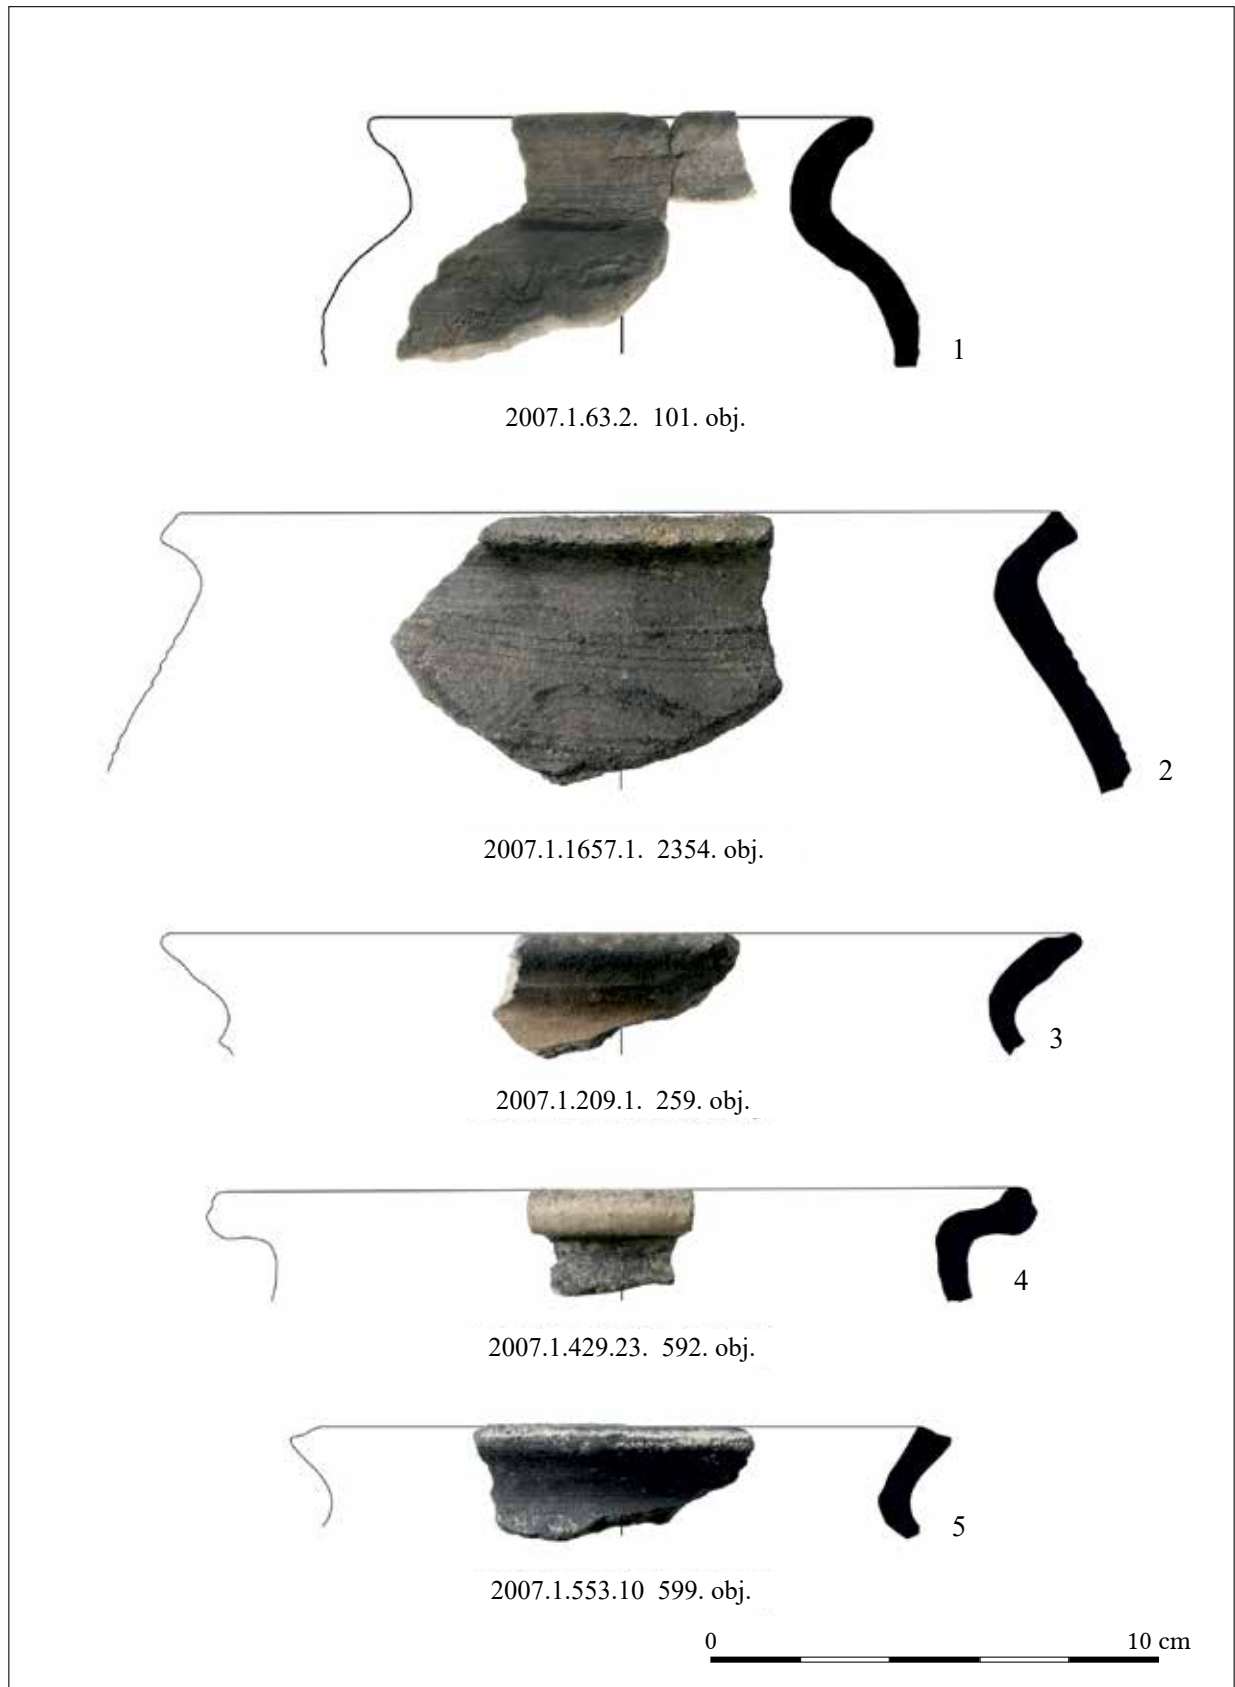 1
2007.1.63.2. 101. obj.
2
2007.1.1657.1. 2354. obj.
3
2007.1.209.1. 259. obj.
4
2007.1.429.23. 592. obj.
5
2007.1.553.10 599. obj.
0 10 cm